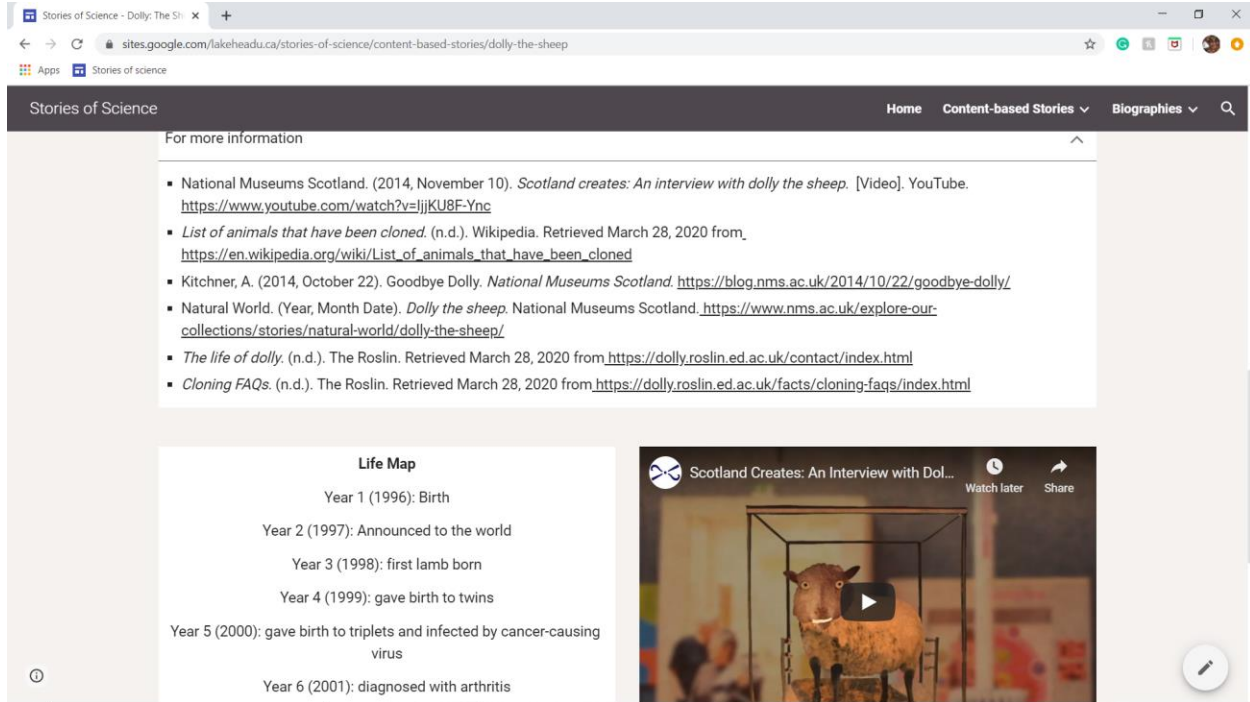 Stories of Science - Dolly: The Sh
sites.google.com/lakeheadu.ca/stories-of-science/content-based-stories/dolly-the-sheep
Apps Stories of science
Stories of Science Home Content-based Stories Biographies
For more information
▪ National Museums Scotland. (2014, November 10). Scotland creates: An interview with dolly the sheep. [Video]. YouTube.
https://www.youtube.com/watch?v=IjjKU8F-Ync
▪ List of animals that have been cloned. (n.d.). Wikipedia. Retrieved March 28, 2020 from
https://en.wikipedia.org/wiki/List_of_animals_that_have_been_cloned
▪ Kitchner, A. (2014, October 22). Goodbye Dolly. National Museums Scotland. https://blog.nms.ac.uk/2014/10/22/goodbye-dolly/
▪ Natural World. (Year, Month Date). Dolly the sheep. National Museums Scotland. https://www.nms.ac.uk/explore-our-
collections/stories/natural-world/dolly-the-sheep/
▪ The life of dolly. (n.d.). The Roslin. Retrieved March 28, 2020 from https://dolly.roslin.ed.ac.uk/contact/index.html
▪ Cloning FAQs. (n.d.). The Roslin. Retrieved March 28, 2020 from https://dolly.roslin.ed.ac.uk/facts/cloning-faqs/index.html
Life Map
Year 1 (1996): Birth
Year 2 (1997): Announced to the world
Year 3 (1998): first lamb born
Year 4 (1999): gave birth to twins
Year 5 (2000): gave birth to triplets and infected by cancer-causing
virus
Year 6 (2001): diagnosed with arthritis
Scotland Creates: An Interview with Dol...
Watch later Share